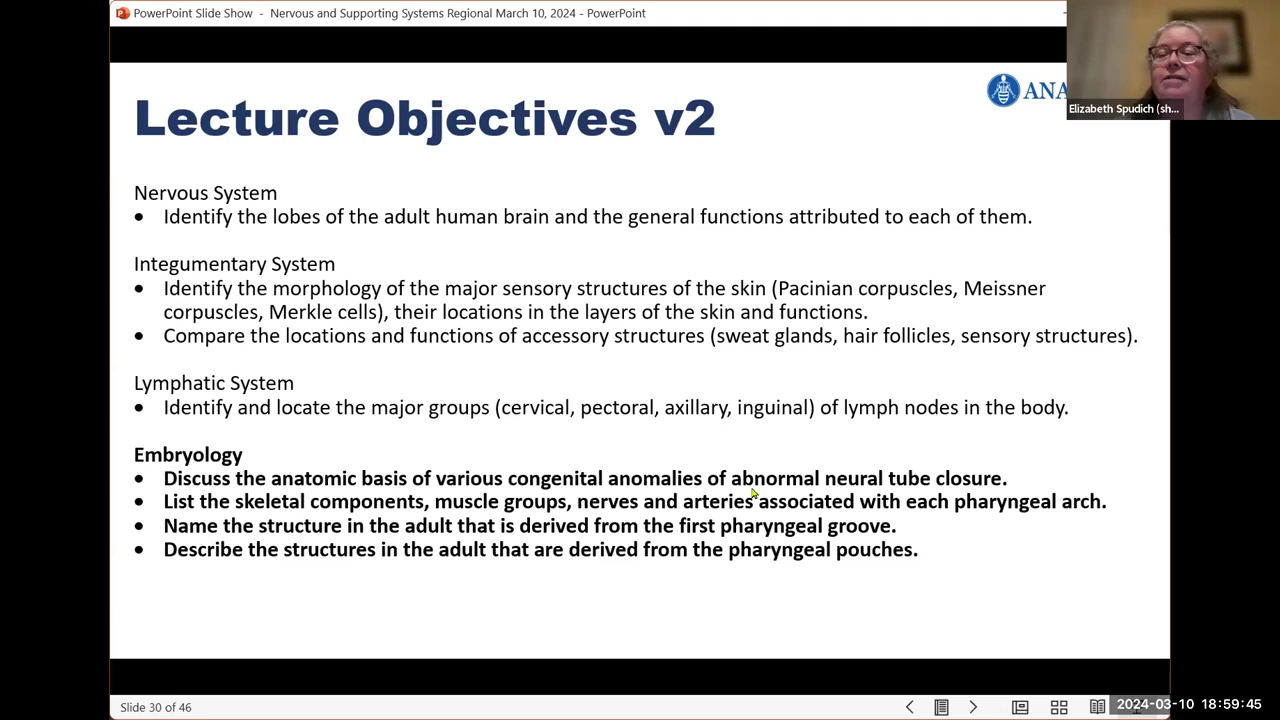 PowerPoint Slide Show - Nervous and Supporting Systems Regional March 10, 2024 - PowerPoint
Lecture Objectives v2
ANA
Elizabeth Spudich (sh...
Nervous System
• Identify the lobes of the adult human brain and the general functions attributed to each of them.
Integumentary System
• Identify the morphology of the major sensory structures of the skin (Pacinian corpuscles, Meissner
corpuscles, Merkle cells), their locations in the layers of the skin and functions.
• Compare the locations and functions of accessory structures (sweat glands, hair follicles, sensory structures).
Lymphatic System
• Identify and locate the major groups (cervical, pectoral, axillary, inguinal) of lymph nodes in the body.
Embryology
• Discuss the anatomic basis of various congenital anomalies of abnormal neural tube closure.
• List the skeletal components, muscle groups, nerves and arteries associated with each pharyngeal arch.
• Name the structure in the adult that is derived from the first pharyngeal groove.
• Describe the structures in the adult that are derived from the pharyngeal pouches.
Slide 30 of 46
2024-03-10 18:59:45